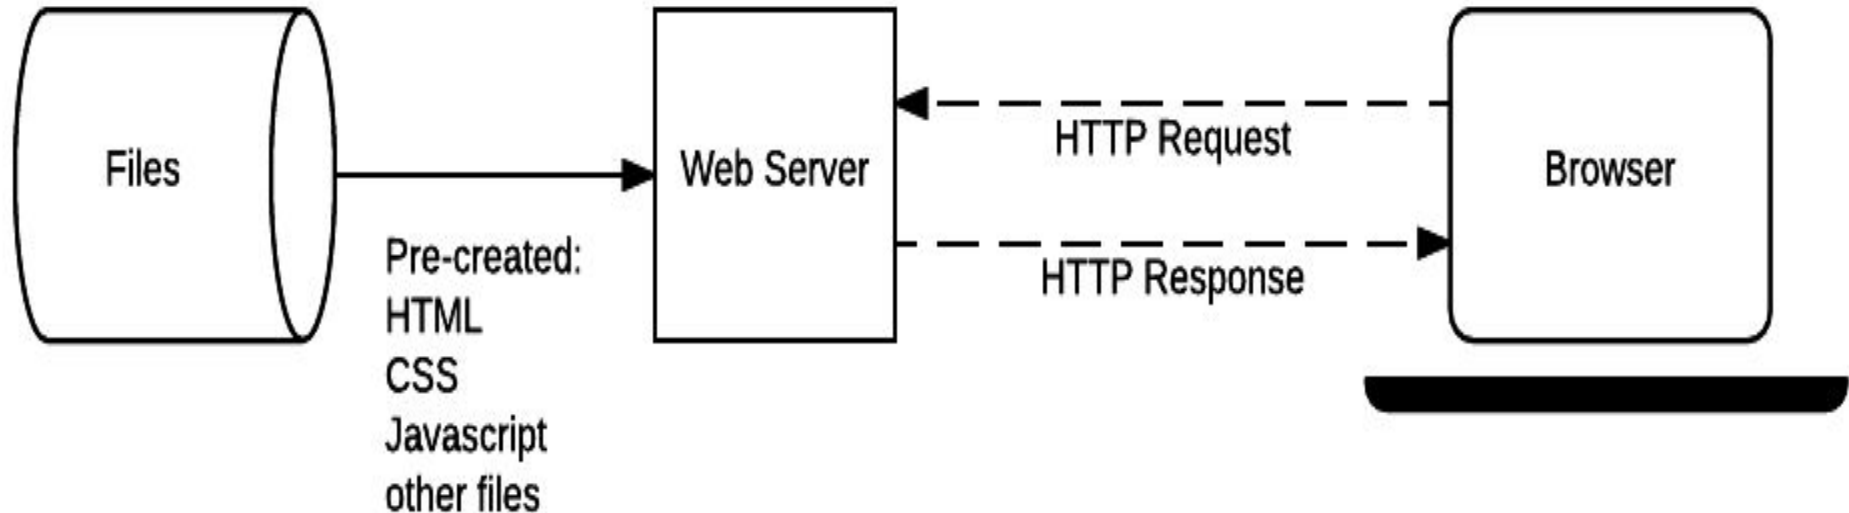 Files
Web Server
HTTP Request
Browser
HTTP Response
Pre-created:
HTML
CSS
Javascript
other files